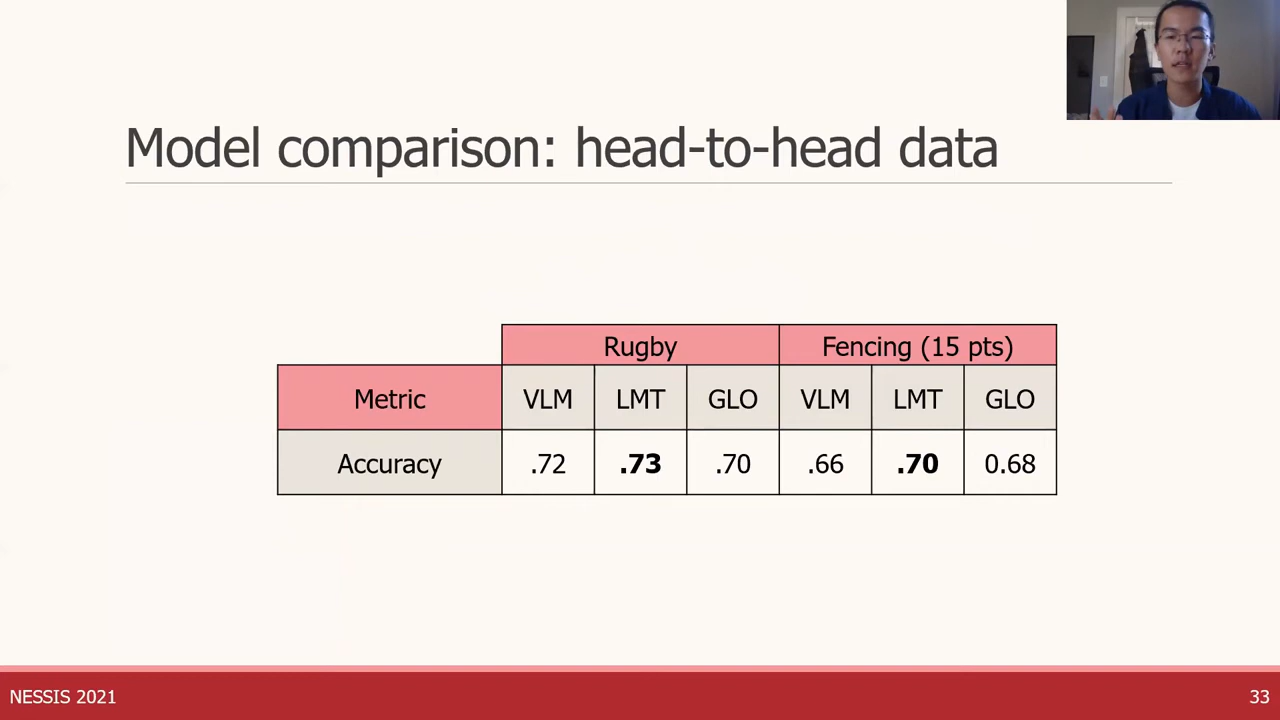 Model comparison: head-to-head data
Rugby Fencing (15 pts)
Metric VLM LMT GLO VLM LMT GLO
Accuracy .72 .73 .70 .66 .70 0.68
NESSIS 2021 33